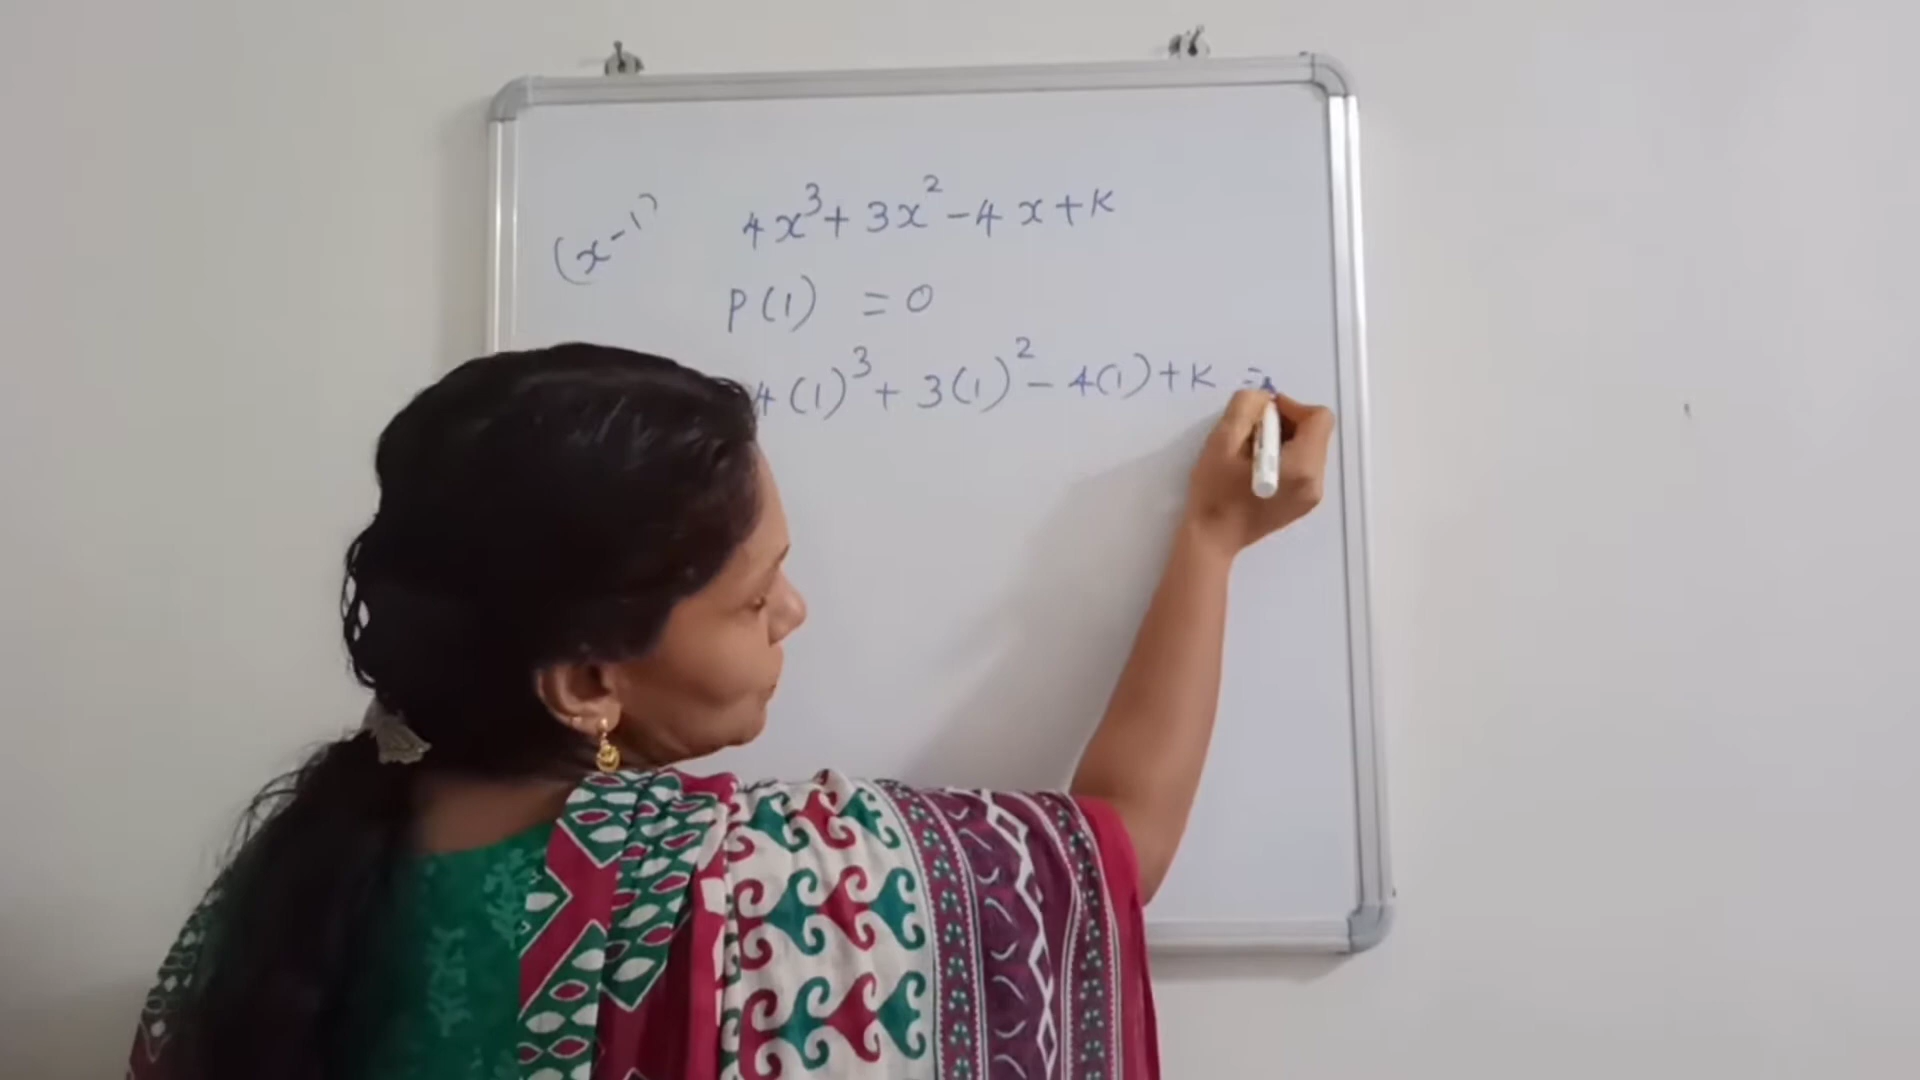 (x-1)
4x³+3x²-4x+k
P(1) =0
4(1)³+3(1)²-4(1)+k =